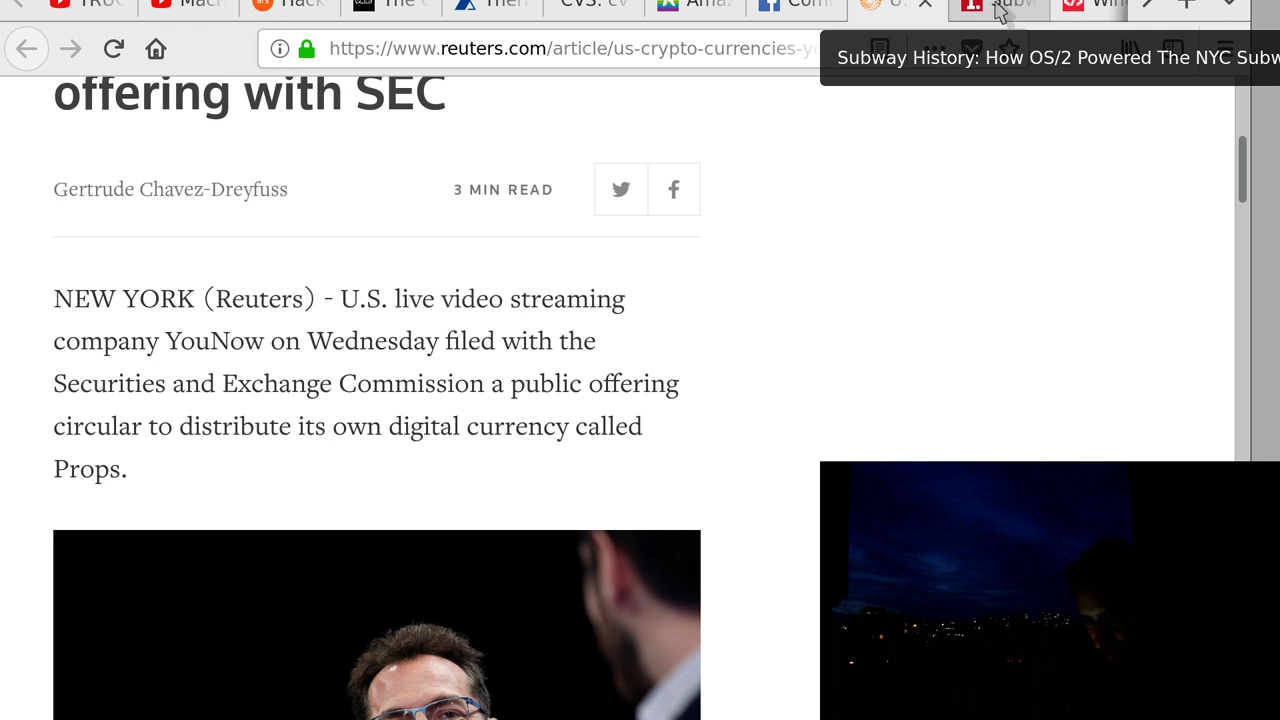 https://www.reuters.com/article/us-crypto-currencies-y
Subway History: How OS/2 Powered The NYC Subw
offering with SEC
Gertrude Chavez-Dreyfuss
3 MIN READ
NEW YORK (Reuters) - U.S. live video streaming
company YouNow on Wednesday filed with the
Securities and Exchange Commission a public offering
circular to distribute its own digital currency called
Props.